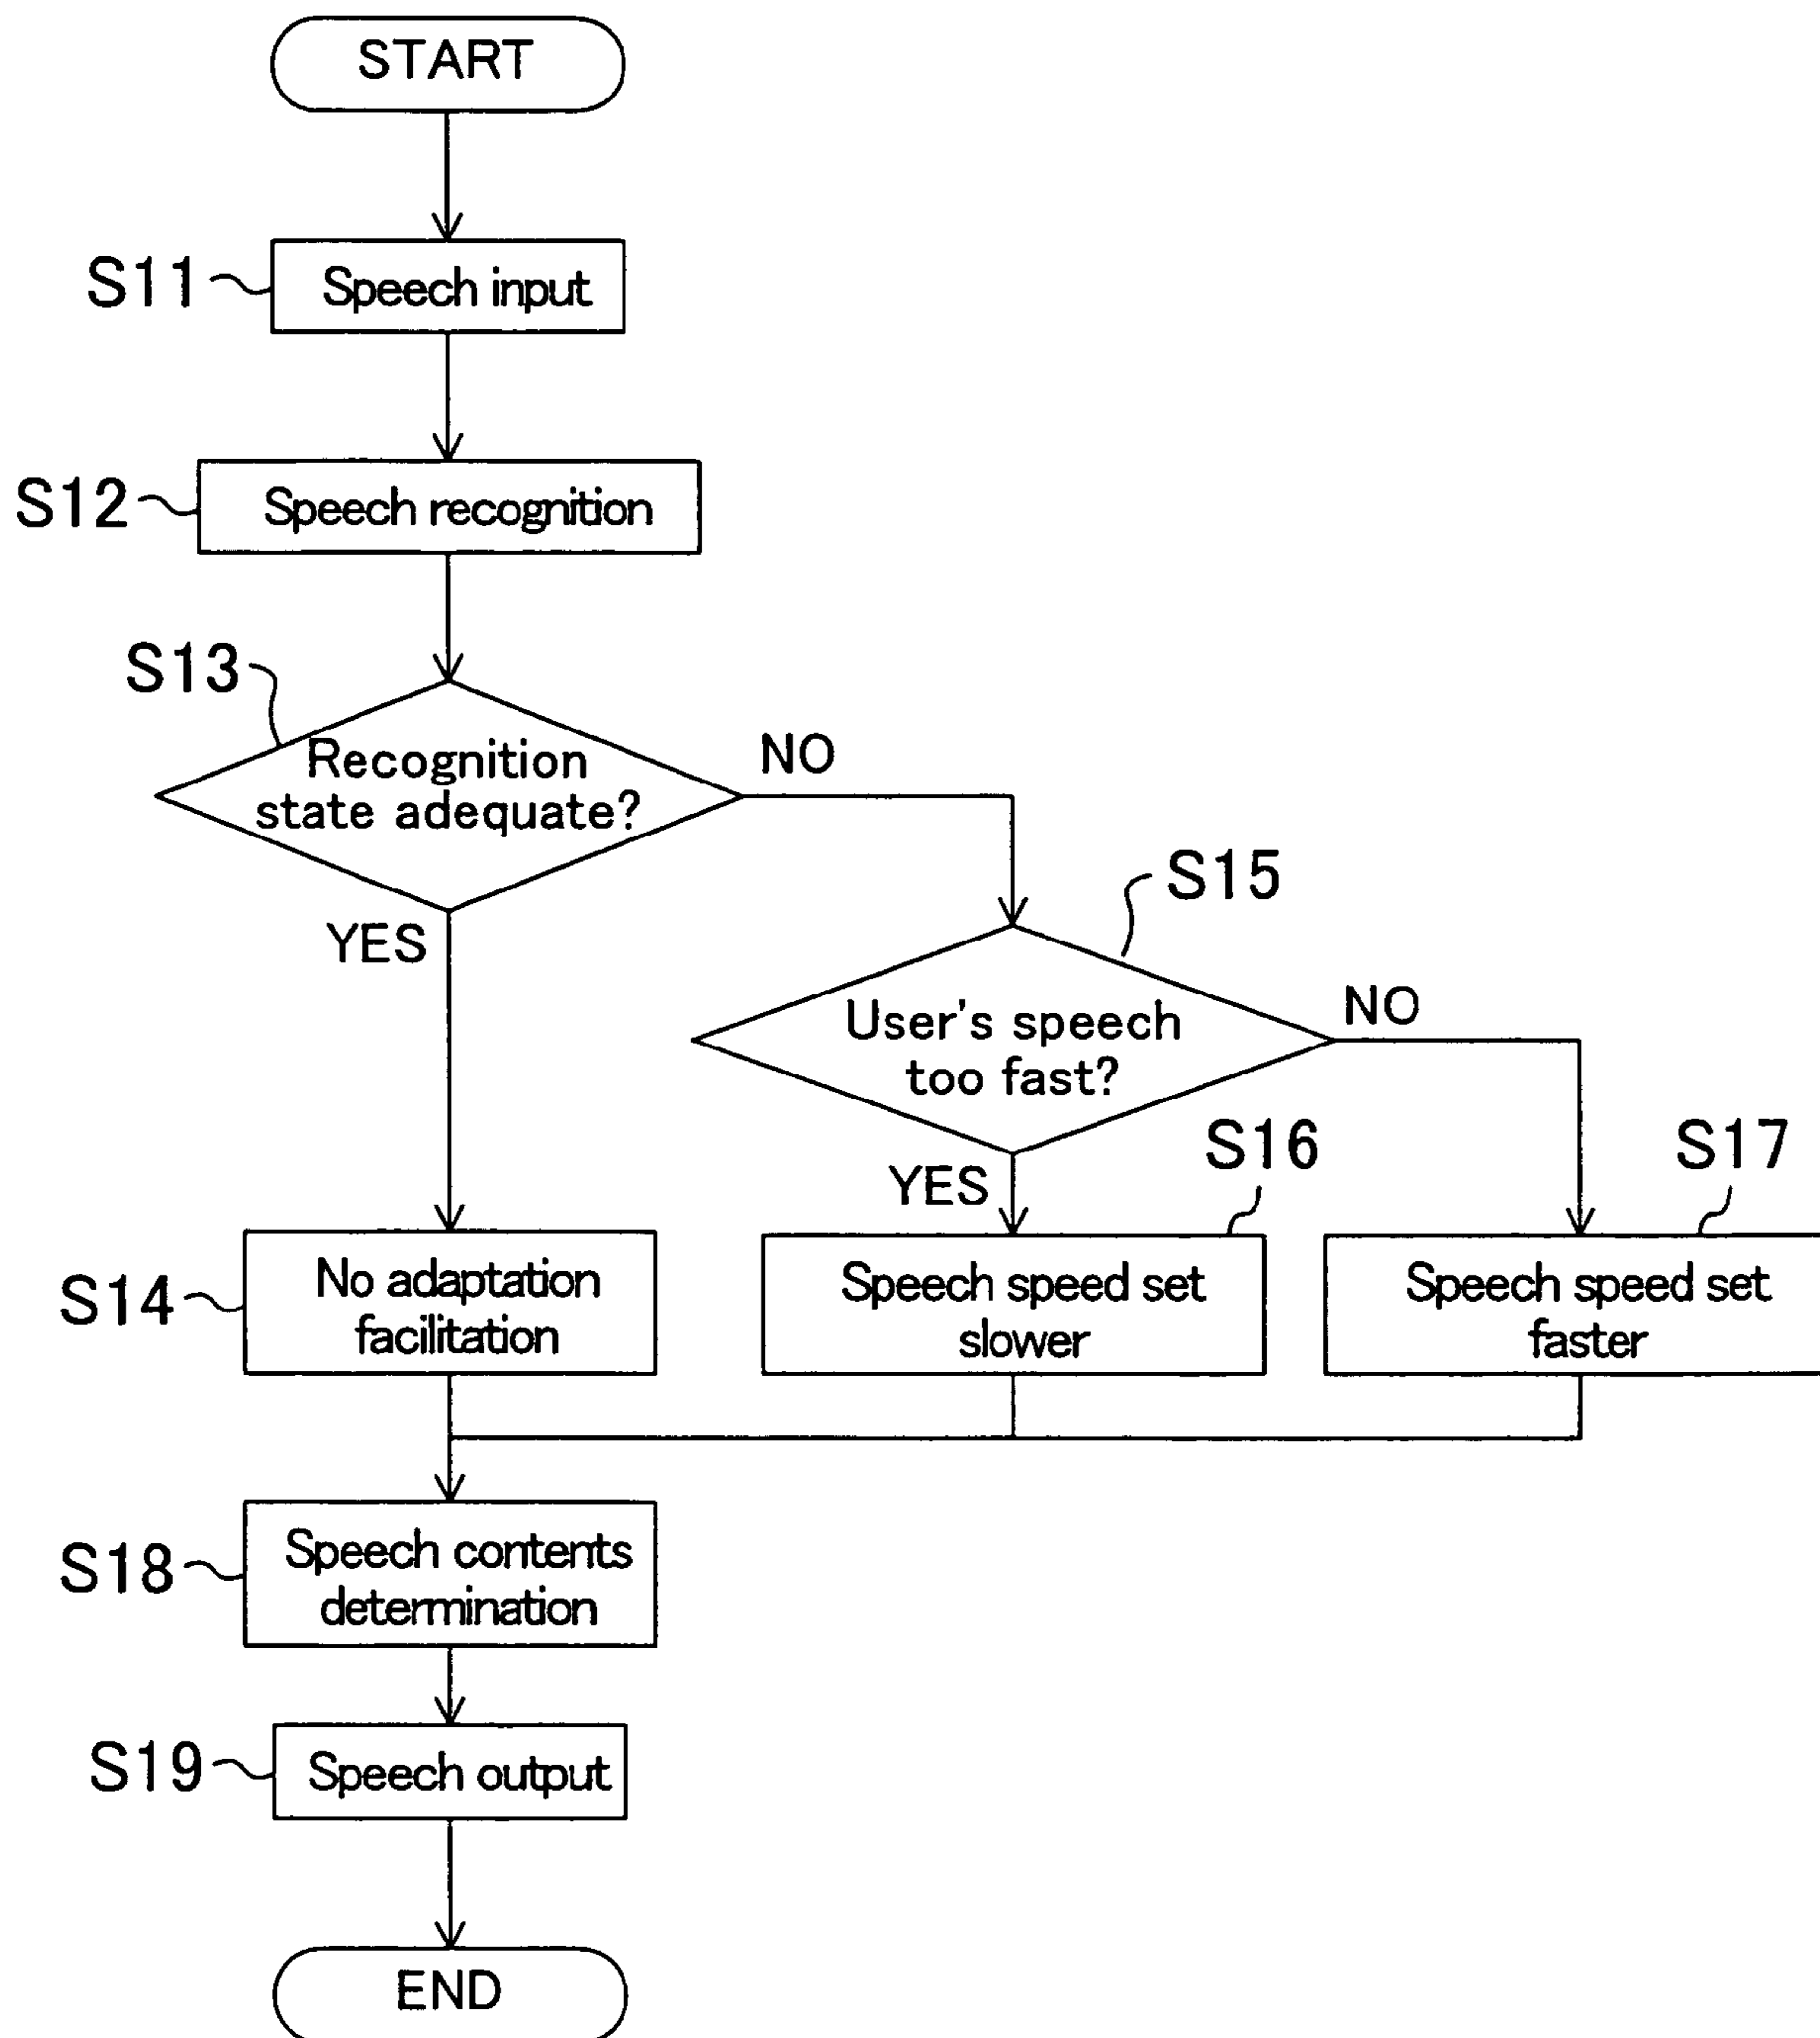 START
S11
Speech input
S12
Speech recognition
S13
Recognition
state adequate?
NO
YES
S15
User's speech
too fast?
NO
YES
S16
S17
S14
No adaptation
facilitation
Speech speed set
slower
Speech speed set
faster
S18
Speech contents
determination
S19
Speech output
END